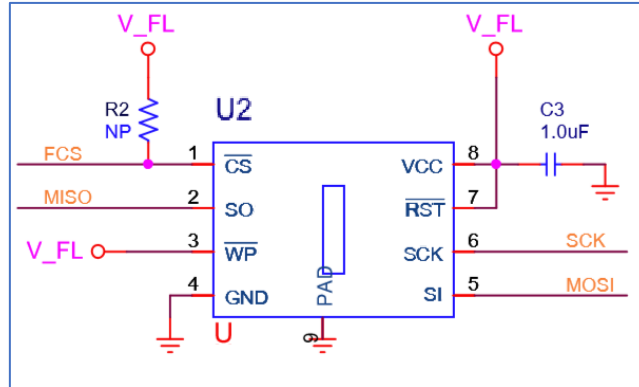 V_FL
V_FL
R2
NP
U2
C3
1.0uF
FCS
1
CS
VCC
8
MISO
2
SO
RST
7
V_FL
3
WP
SCK
6
SCK
4
GND
PAD
SI
5
MOSI
U
9